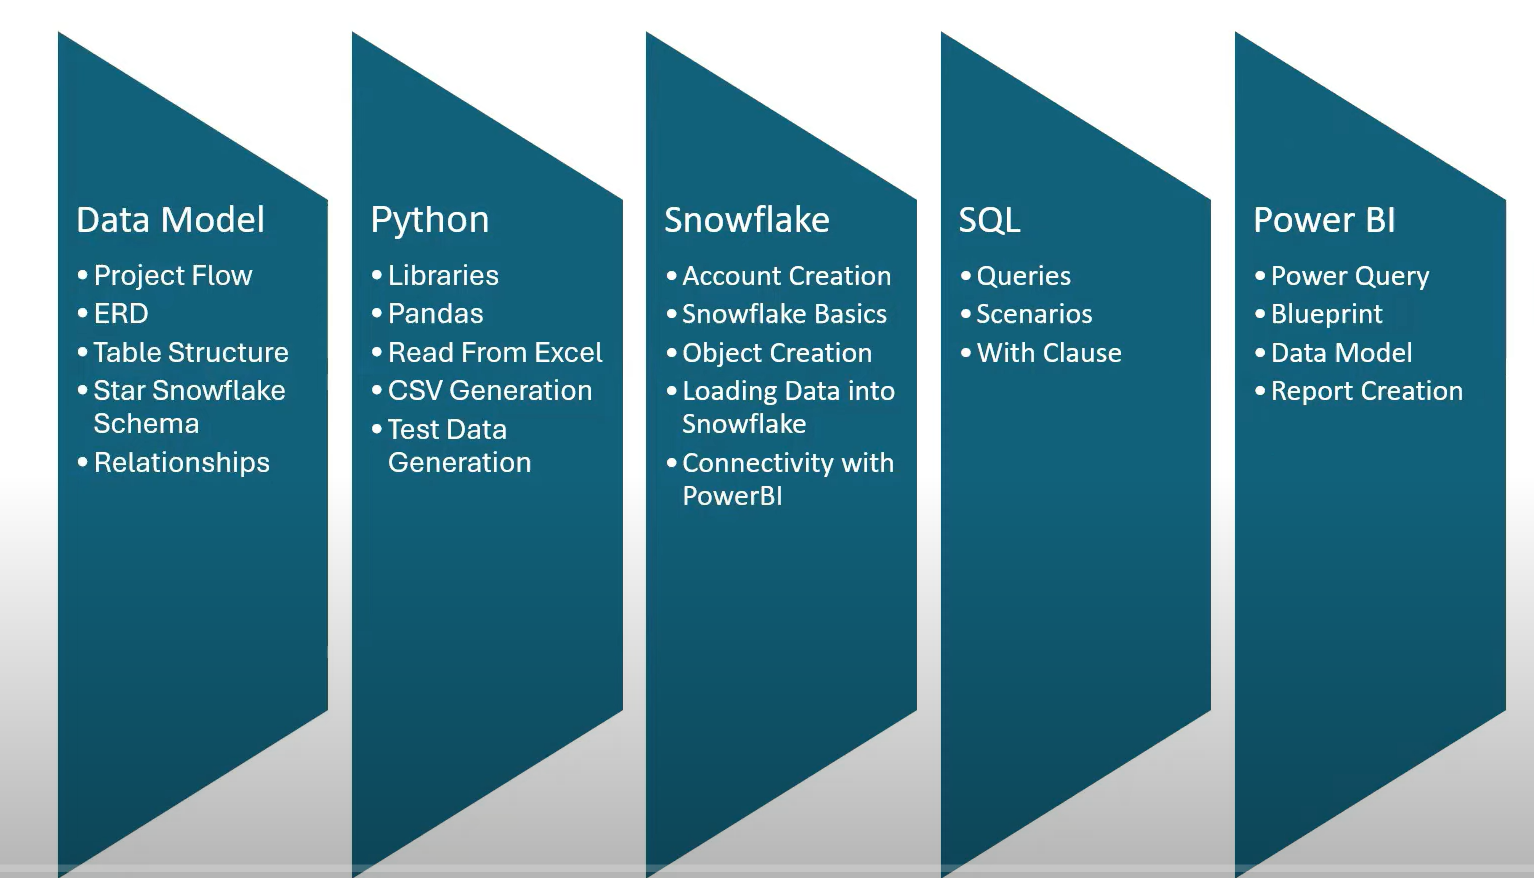 Data Model
• Project Flow
• ERD
• Table Structure
• Star Snowflake
Schema
• Relationships
Python
• Libraries
• Pandas
• Read From Excel
• CSV Generation
• Test Data
Generation
Snowflake
• Account Creation
• Snowflake Basics
• Object Creation
• Loading Data into
Snowflake
• Connectivity with
PowerBI
SQL
• Queries
• Scenarios
• With Clause
Power BI
• Power Query
• Blueprint
• Data Model
• Report Creation